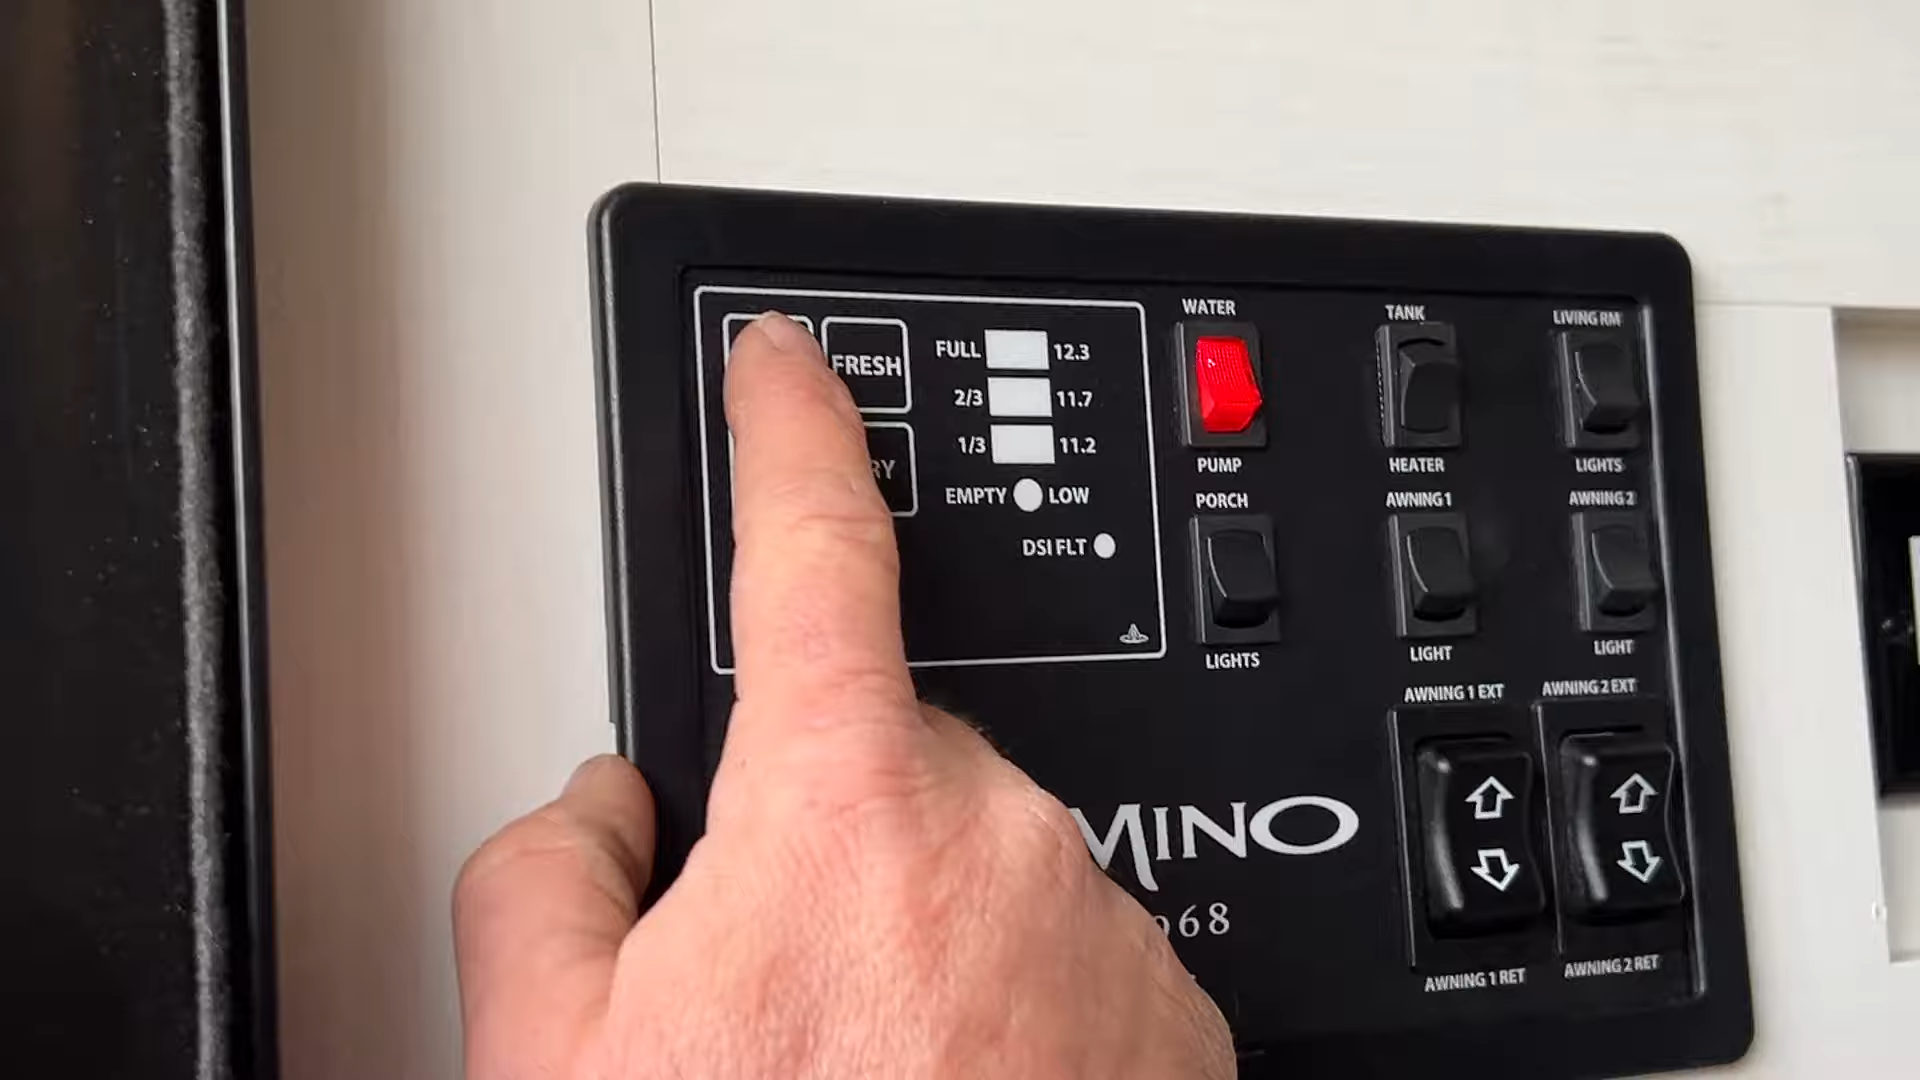 FRESH
RY
FULL 12.3
2/3 11.7
1/3 11.2
EMPTY LOW
DSI FLT
WATER
PUMP
TANK
HEATER
LIVING RM
LIGHTS
PORCH
LIGHTS
AWNING 1
LIGHT
AWNING 2
LIGHT
AWNING 1 EXT
AWNING 2 EXT
AWNING 1 RET
AWNING 2 RET
MINO
68